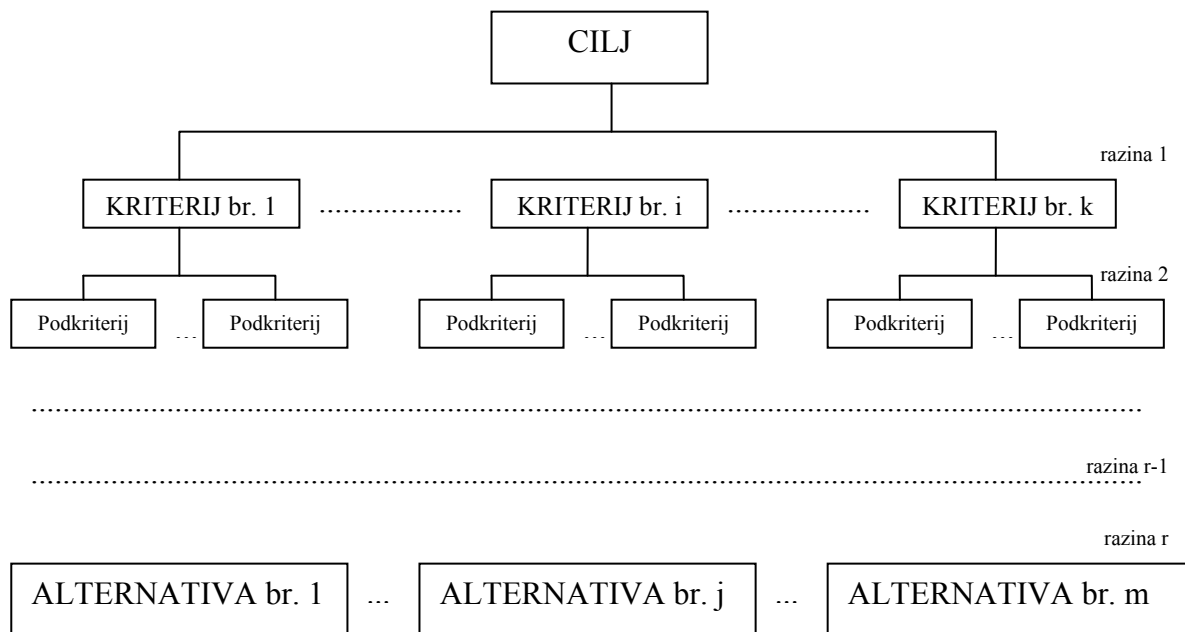 CILJ
razina 1
KRITERIJ br. 1 ..................... KRITERIJ br. i ..................... KRITERIJ br. k
razina 2
Podkriterij ... Podkriterij Podkriterij ... Podkriterij Podkriterij ... Podkriterij
razina r-1
razina r
ALTERNATIVA br. 1 ... ALTERNATIVA br. j ... ALTERNATIVA br. m